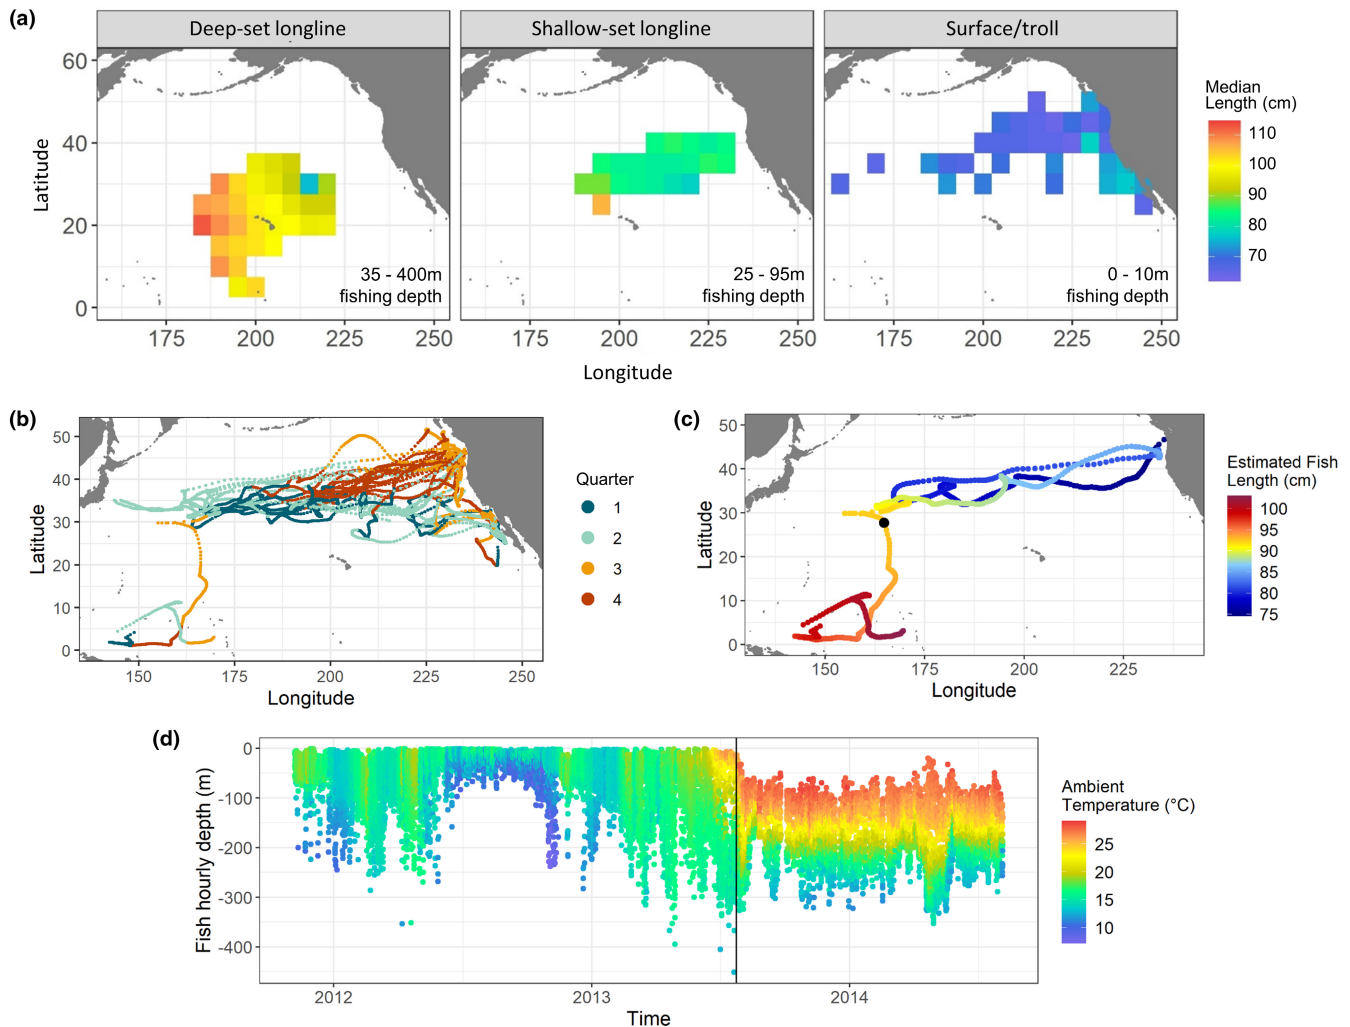 (a)
Deep-set longline
Shallow-set longline
Surface/troll
60
40
20
0
Latitude
35 - 400m
fishing depth
25 - 95m
fishing depth
0 - 10m
fishing depth
175
200
225
250
175
200
225
250
175
200
225
250
Longitude
Median
Length (cm)
110
100
90
80
70
(b)
50
40
30
20
10
0
Latitude
150
175
200
225
250
Longitude
Quarter
1
2
3
4
(c)
50
40
30
20
10
0
Latitude
150
175
200
225
Longitude
Estimated Fish
Length (cm)
100
95
90
85
80
75
(d)
0
-100
-200
-300
-400
Fish hourly depth (m)
2012
2013
2014
Time
Ambient
Temperature (°C)
25
20
15
10